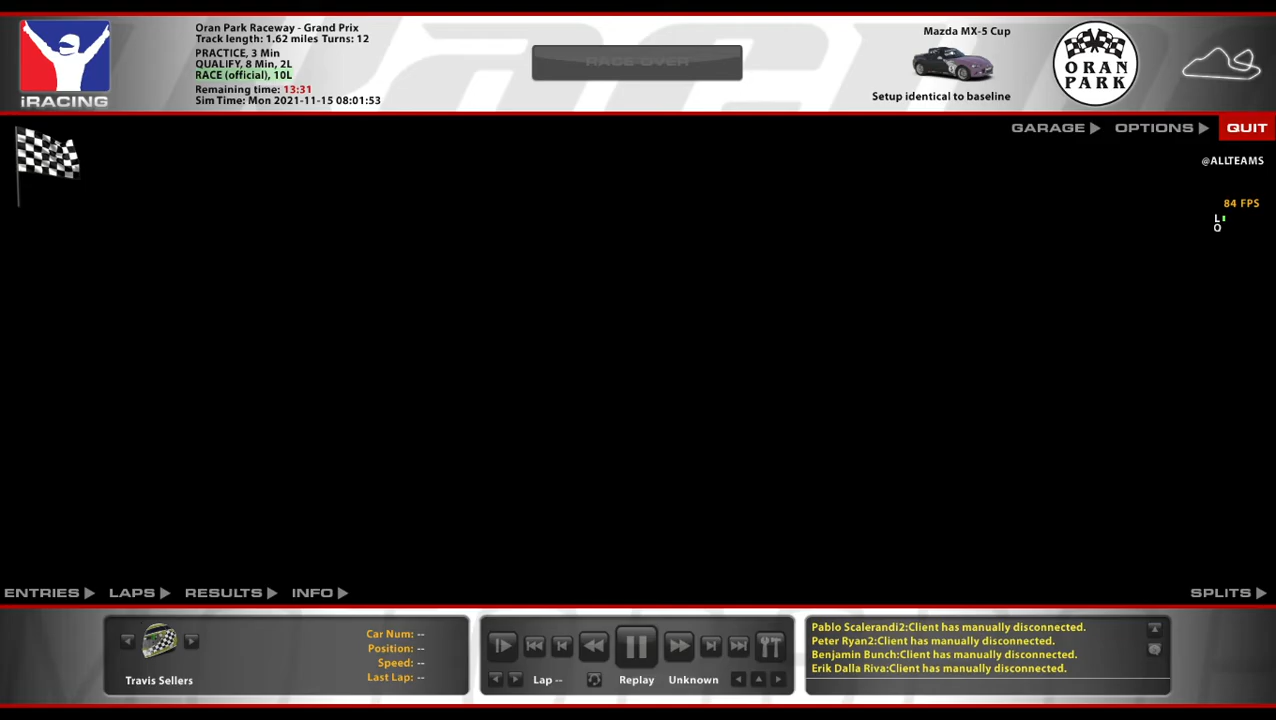 iRACING
Oran Park Raceway - Grand Prix
Track length: 1.62 miles Turns: 12
PRACTICE, 3 Min
QUALIFY, 8 Min, 2L
RACE (official), 10L
Remaining time: 13:31
Sim Time: Mon 2021-11-15 08:01:53
RACE OVER
Mazda MX-5 Cup
Setup identical to baseline
ORAN
PARK
GARAGE OPTIONS QUIT
@ALLTEAMS
84 FPS
L
Q
ENTRIES LAPS RESULTS INFO SPLITS
Travis Sellers
Car Num: --
Position: --
Speed: --
Last Lap: --
Lap -- Replay Unknown
Pablo Scalerandi2:Client has manually disconnected.
Peter Ryan2:Client has manually disconnected.
Benjamin Bunch:Client has manually disconnected.
Erik Dalla Riva:Client has manually disconnected.